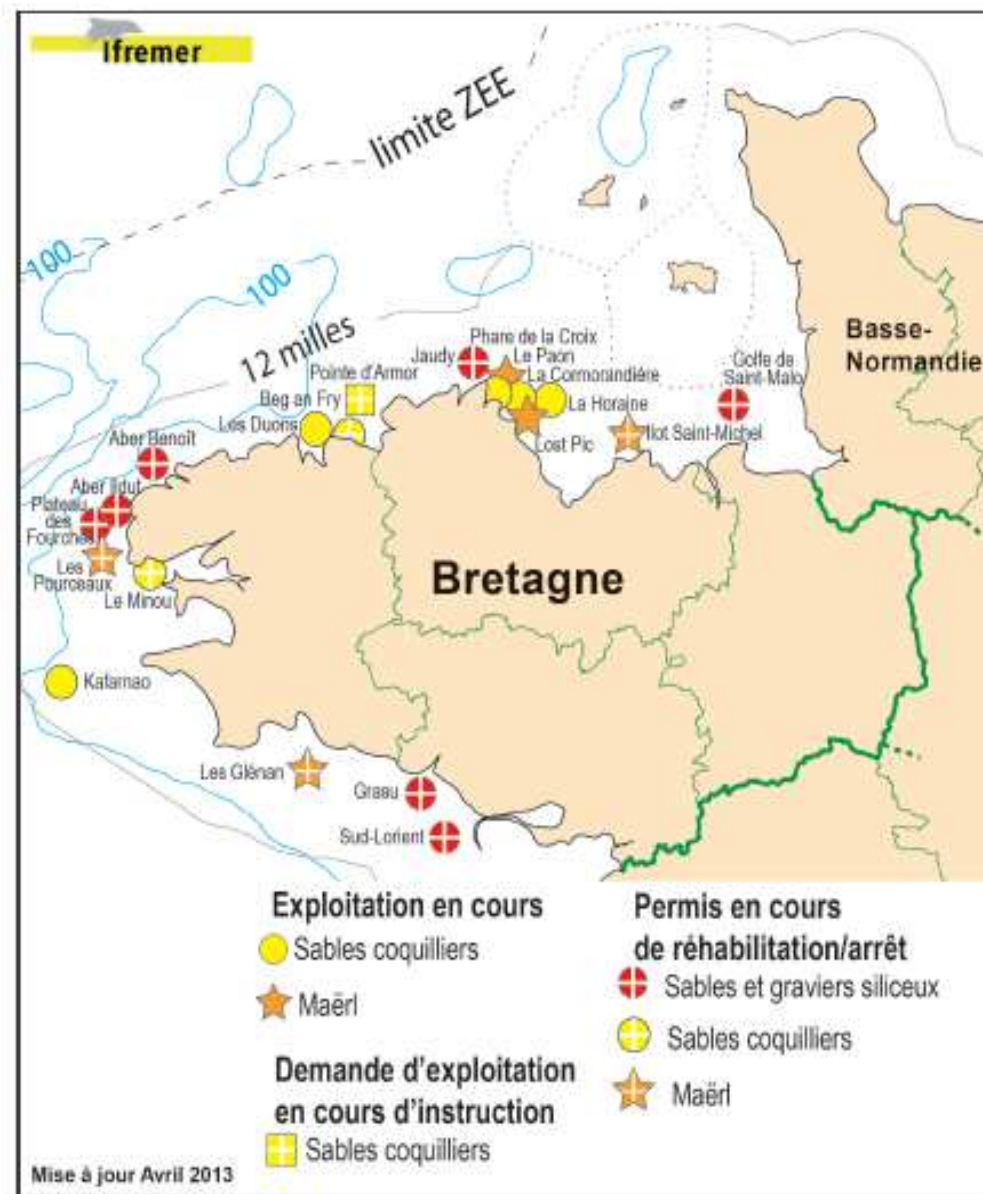 Ifremer
limite ZEE
100
100
12 milles
Phare de la Croix
Jaudy
Le Paon
La Cormorandière
Golfe de
Saint-Malo
Basse-
Normandie
Pointe d'Armor
Beg an Fry
Les Duons
La Horaine
Lost Pic
Ilot Saint-Michel
Aber Benoît
Aber Ildut
Plateau
des
Fourches
Les
Pourceaux
Le Minou
Bretagne
Kafarnao
Les Glénan
Grasu
Sud-Lorient
Exploitation en cours
Sables coquilliers
Maërl
Demande d'exploitation
en cours d'instruction
Sables coquilliers
Permis en cours
de réhabilitation/arrêt
Sables et graviers siliceux
Sables coquilliers
Maërl
Mise à jour Avril 2013